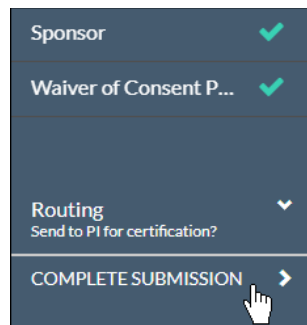 Sponsor
Waiver of Consent P...
Routing
Send to PI for certification?
COMPLETE SUBMISSION